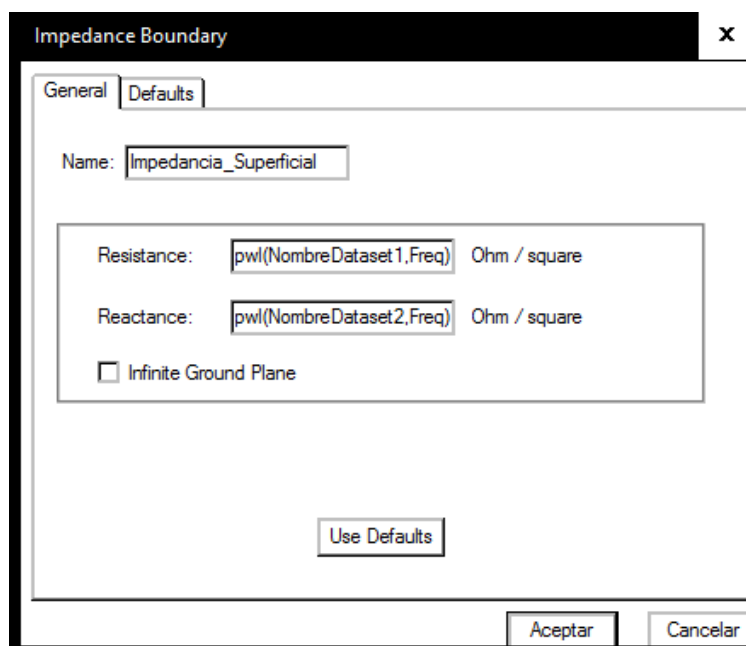 Impedance Boundary x
General Defaults
Name: Impedancia_Superficial
Resistance: pwl(NombreDataset1,Freq) Ohm / square
Reactance: pwl(NombreDataset2,Freq) Ohm / square
Infinite Ground Plane
Use Defaults
Aceptar Cancelar